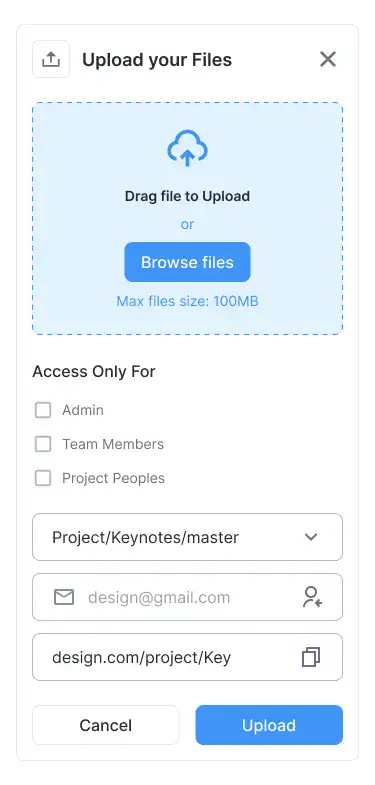 Upload your Files
Drag file to Upload
or
Browse files
Max files size: 100MB
Access Only For
Admin
Team Members
Project Peoples
Project/Keynotes/master
design@gmail.com
design.com/project/Key
Cancel
Upload